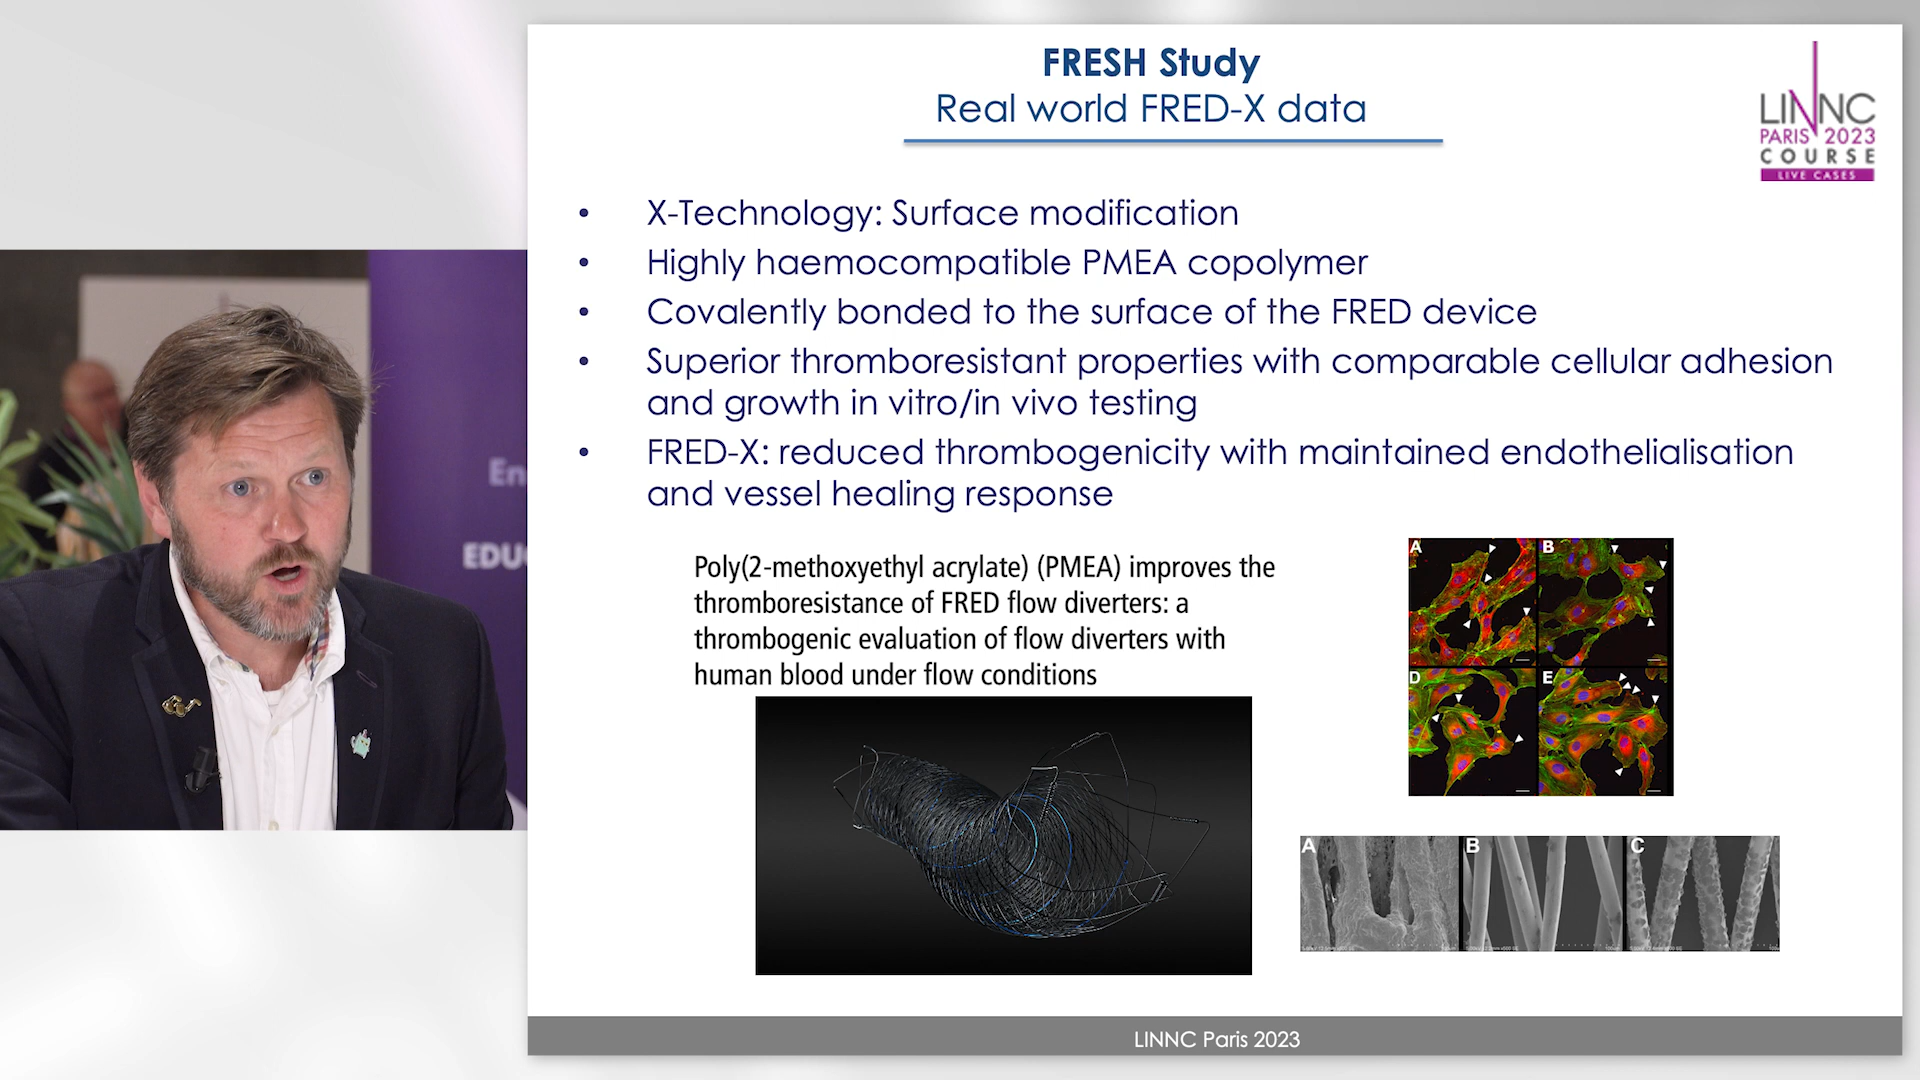 FRESH Study
Real world FRED-X data
LINNC
PARIS 2023
COURSE
LIVE CASES
• X-Technology: Surface modification
• Highly haemocompatible PMEA copolymer
• Covalently bonded to the surface of the FRED device
• Superior thromboresistant properties with comparable cellular adhesion
and growth in vitro/in vivo testing
• FRED-X: reduced thrombogenicity with maintained endothelialisation
and vessel healing response
Poly(2-methoxyethyl acrylate) (PMEA) improves the
thromboresistance of FRED flow diverters: a
thrombogenic evaluation of flow diverters with
human blood under flow conditions
A B
D E
A B C
En
EDU
LINNC Paris 2023